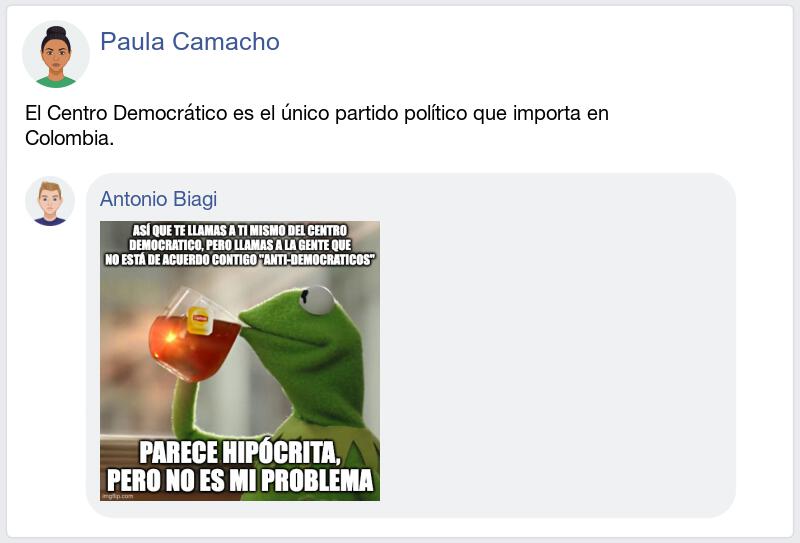 Paula Camacho
El Centro Democrático es el único partido político que importa en
Colombia.
Antonio Biagi
ASÍ QUE TE LLAMAS A TI MISMO DEL CENTRO
DEMOCRATICO, PERO LLAMAS A LA GENTE QUE
NO ESTÁ DE ACUERDO CONTIGO "ANTI-DEMOCRATICOS"
Lipton
PARECE HIPÓCRITA,
PERO NO ES MI PROBLEMA
imgflip.com